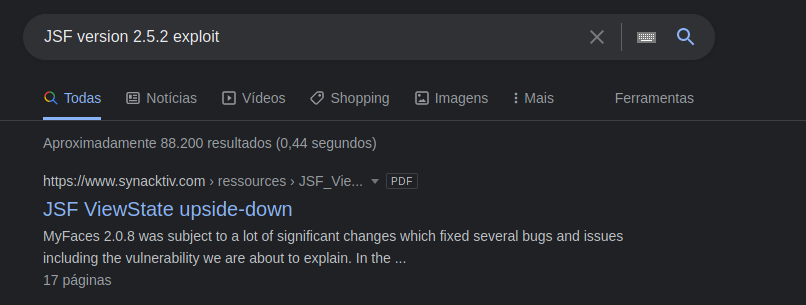 JSF version 2.5.2 exploit
Todas Notícias Vídeos Shopping Imagens Mais Ferramentas
Aproximadamente 88.200 resultados (0,44 segundos)
https://www.synacktiv.com › ressources › JSF_Vie... PDF
JSF ViewState upside-down
MyFaces 2.0.8 was subject to a lot of significant changes which fixed several bugs and issues
including the vulnerability we are about to explain. In the ...
17 páginas